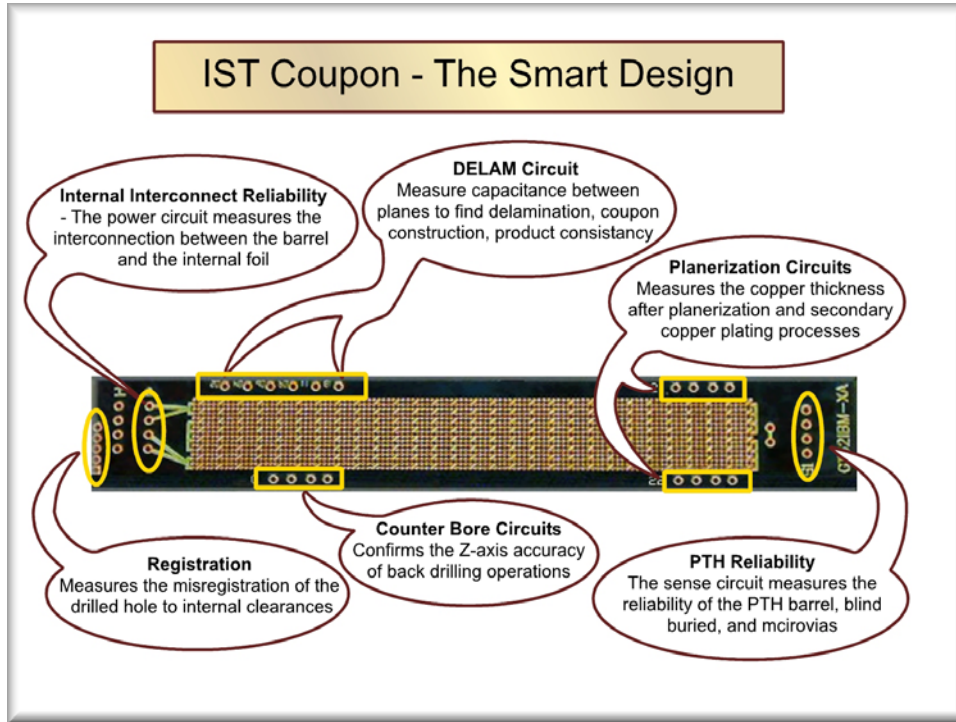 IST Coupon - The Smart Design
DELAM Circuit
Measure capacitance between
planes to find delamination, coupon
construction, product consistancy
Internal Interconnect Reliability
- The power circuit measures the
interconnection between the barrel
and the internal foil
Planerization Circuits
Measures the copper thickness
after planerization and secondary
copper plating processes
Counter Bore Circuits
Confirms the Z-axis accuracy
of back drilling operations
Registration
Measures the misregistration of the
drilled hole to internal clearances
PTH Reliability
The sense circuit measures the
reliability of the PTH barrel, blind
buried, and mcirovias